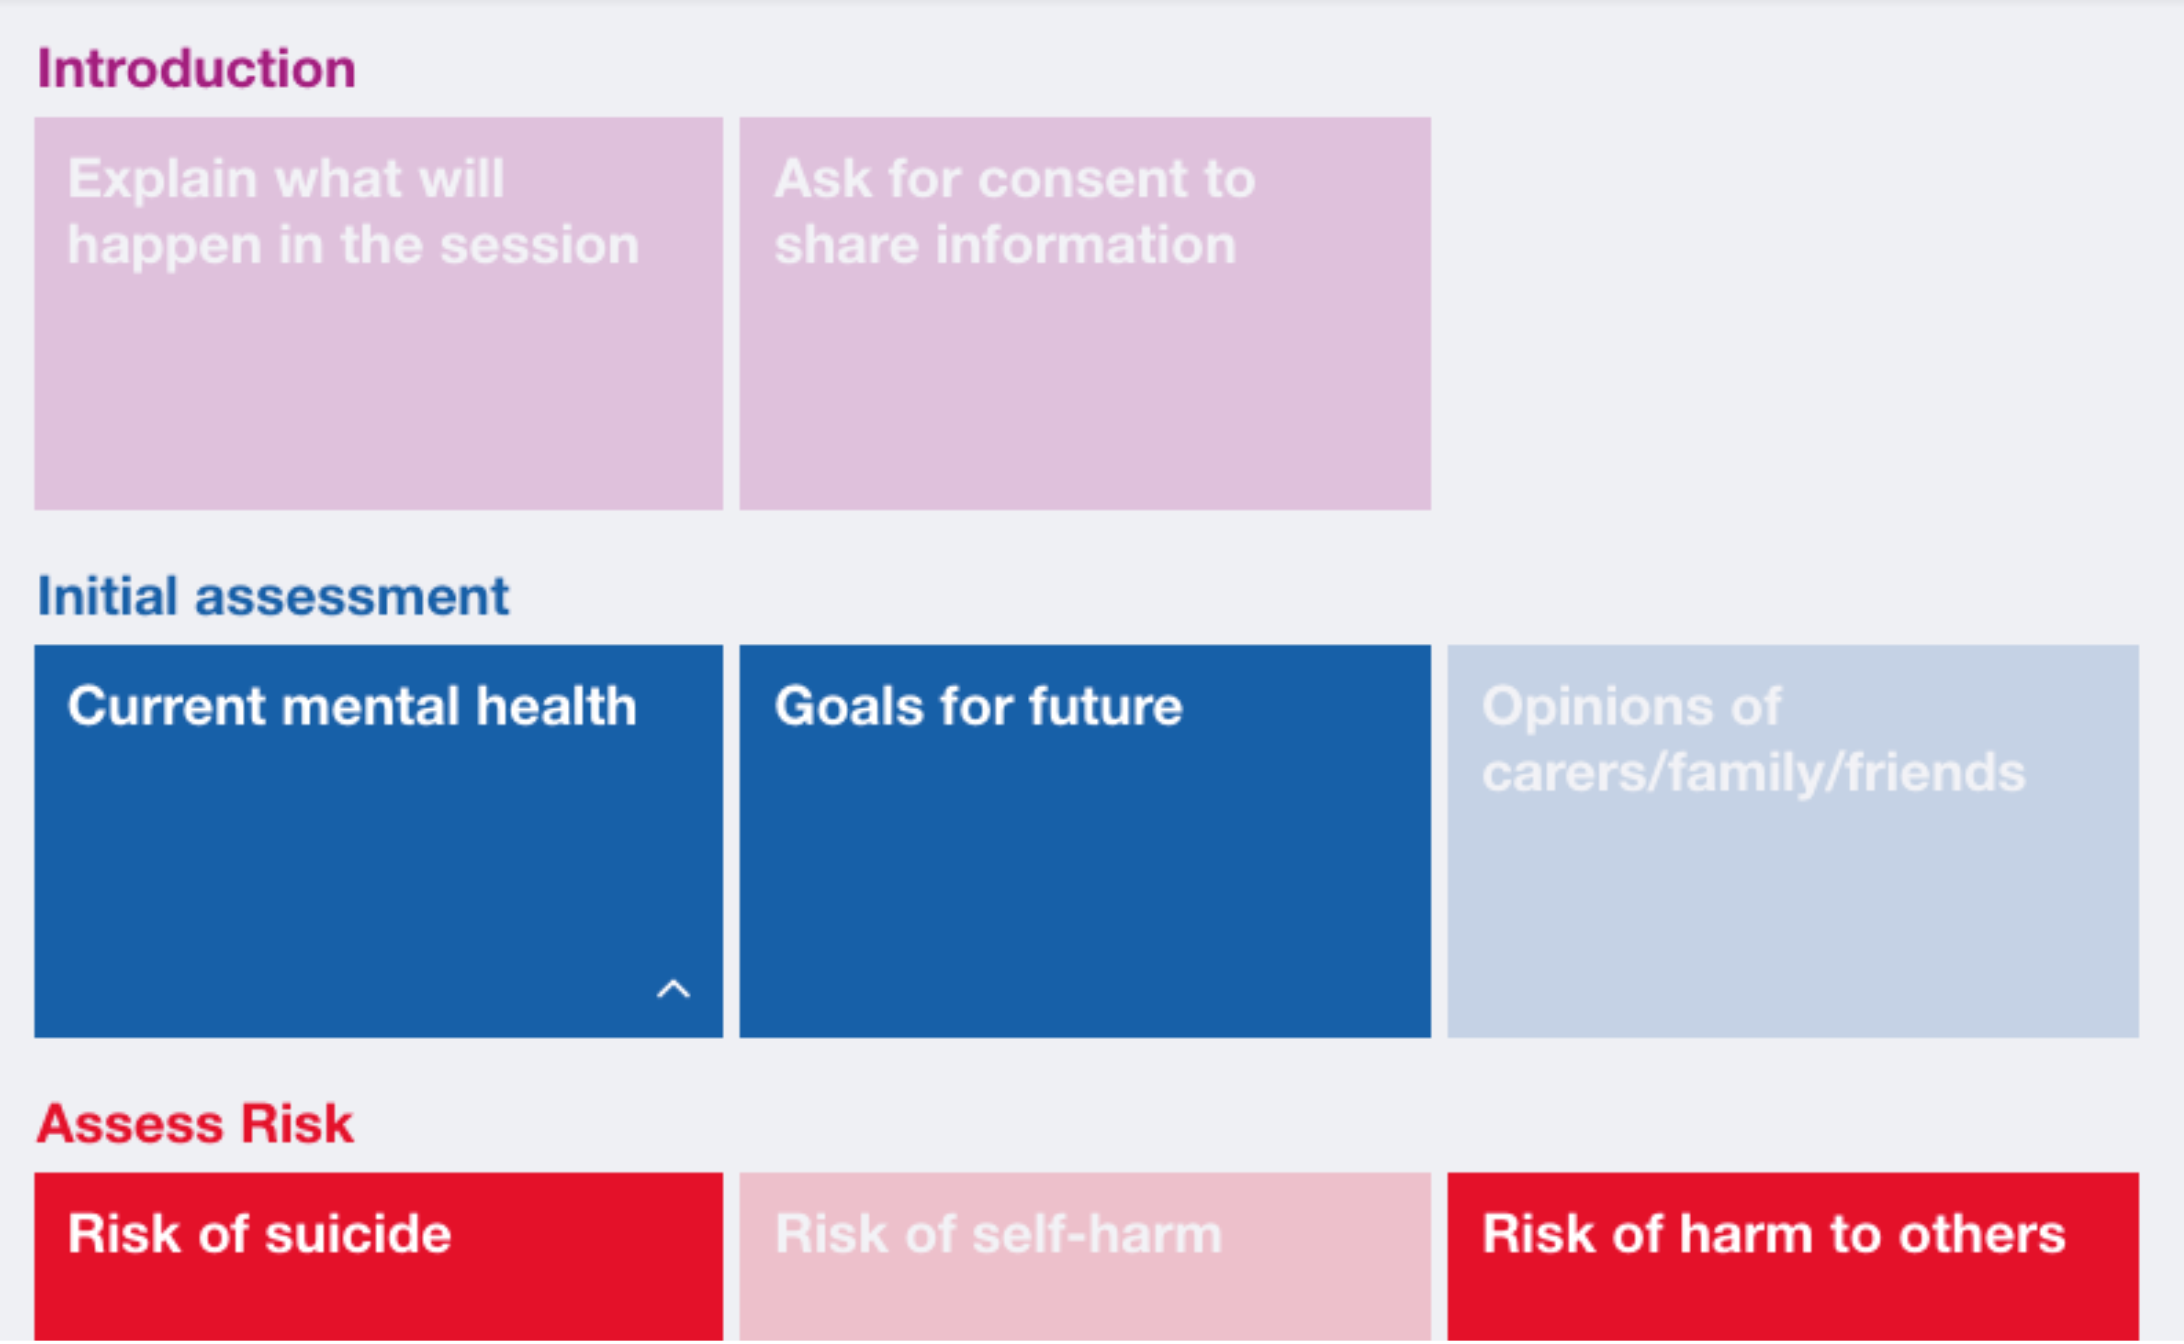 Introduction
Explain what will
happen in the session
Ask for consent to
share information
Initial assessment
Current mental health
Goals for future
Opinions of
carers/family/friends
Assess Risk
Risk of suicide
Risk of self-harm
Risk of harm to others